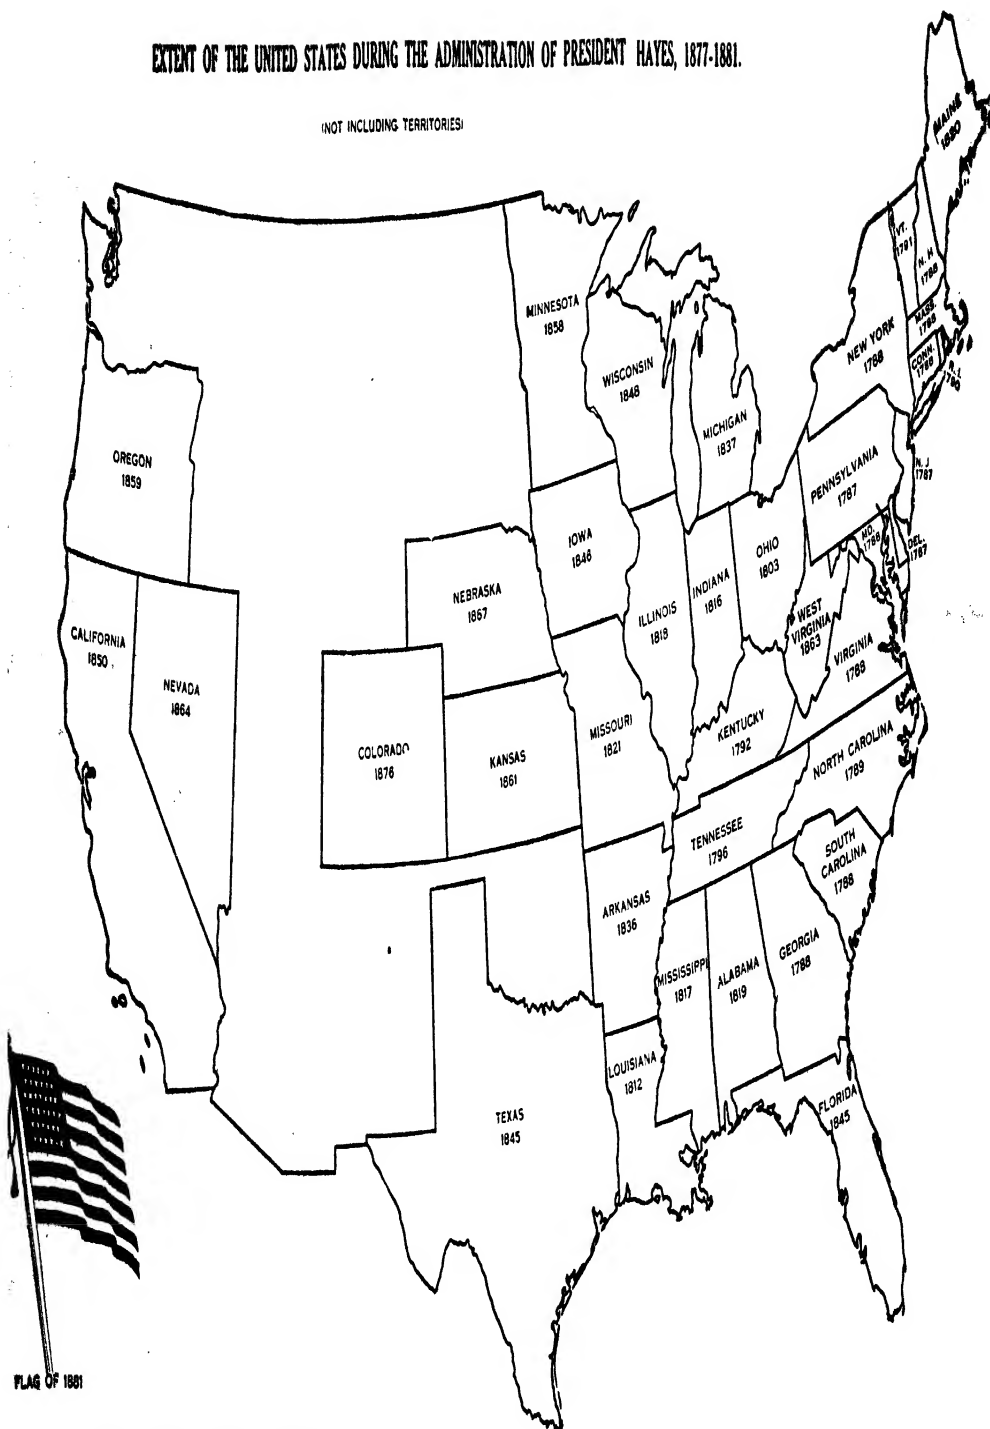 EXTENT OF THE UNITED STATES DURING THE ADMINISTRATION OF PRESIDENT HAYES, 1877-1881.
(NOT INCLUDING TERRITORIES)
MAINE
1820
VT.
1791
N. H.
1788
MASS.
1788
CONN.
1788
R. I.
1790
NEW YORK
1788
MINNESOTA
1858
WISCONSIN
1848
MICHIGAN
1837
PENNSYLVANIA
1787
N. J.
1787
OREGON
1859
IOWA
1846
OHIO
1803
MD.
1788
DEL.
1787
NEBRASKA
1867
ILLINOIS
1818
INDIANA
1816
WEST
VIRGINIA
1863
VIRGINIA
1788
CALIFORNIA
1850
NEVADA
1864
COLORADO
1876
KANSAS
1861
MISSOURI
1821
KENTUCKY
1792
NORTH CAROLINA
1789
TENNESSEE
1796
SOUTH
CAROLINA
1788
ARKANSAS
1836
MISSISSIPPI
1817
ALABAMA
1819
GEORGIA
1788
LOUISIANA
1812
TEXAS
1845
FLORIDA
1845
FLAG OF 1881